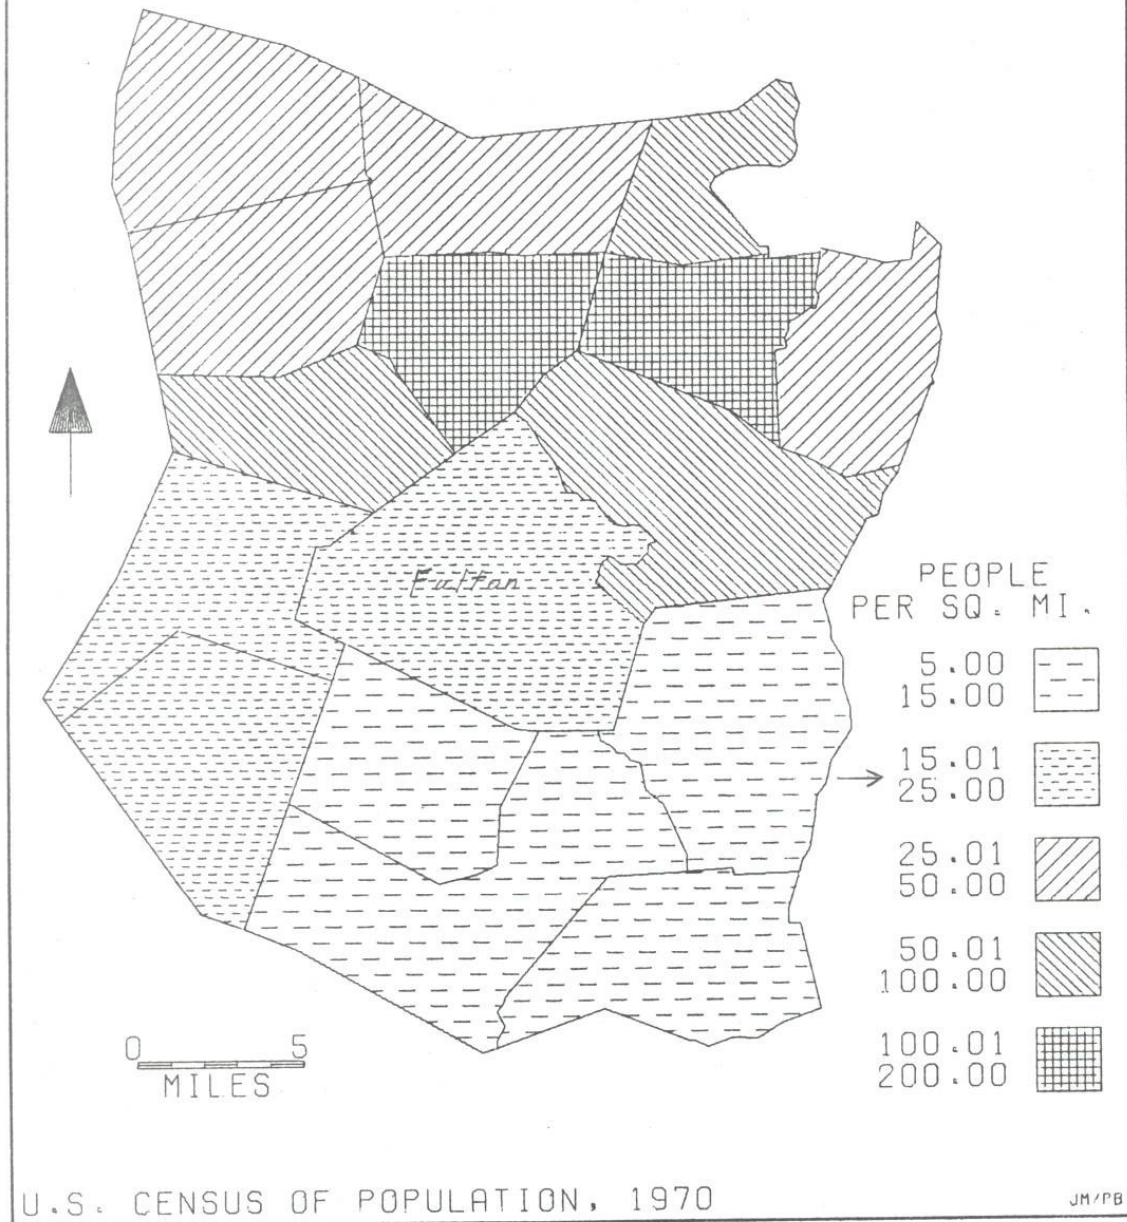 Fultan
PEOPLE
PER SQ. MI.
5.00
15.00
15.01
25.00
25.01
50.00
50.01
100.00
100.01
200.00
0 5
MILES
U.S. CENSUS OF POPULATION, 1970
JM/PB